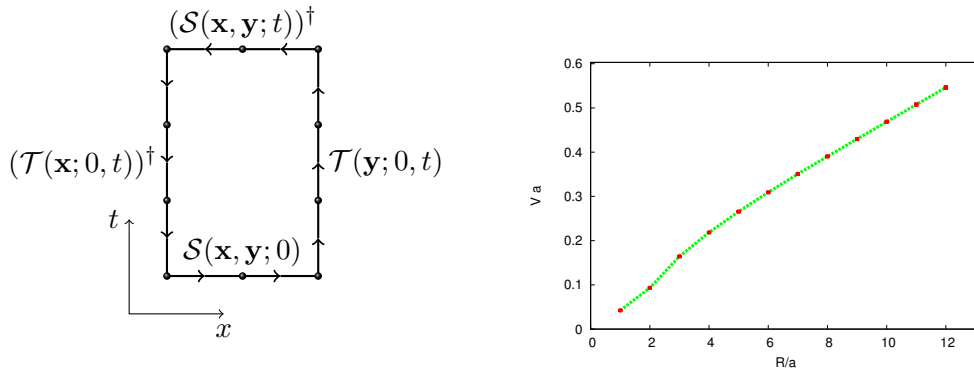 (𝒮(𝐱, 𝐲; t))†
(𝒯(𝐱; 0, t))†
𝒯(𝐲; 0, t)
t
𝒮(𝐱, 𝐲; 0)
x
0.6
0.5
0.4
0.3
0.2
0.1
0
V a
0 2 4 6 8 10 12
R/a